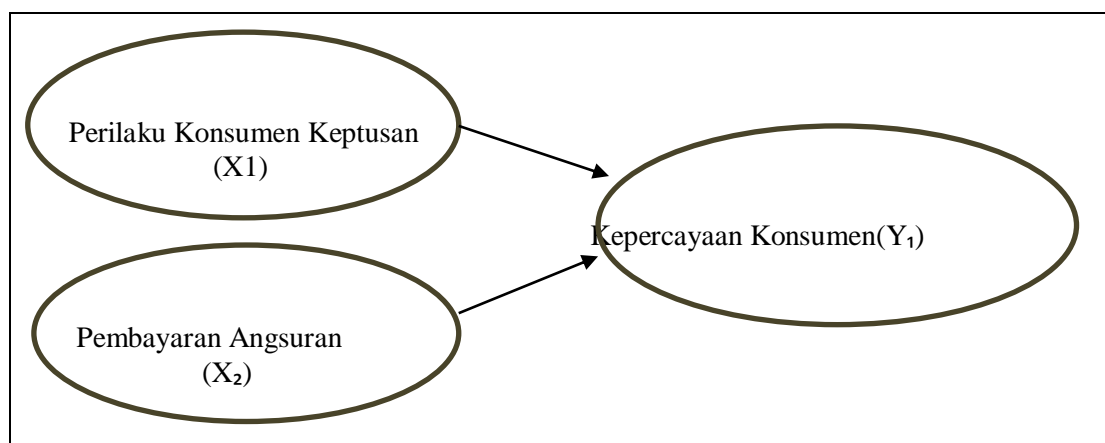 Perilaku Konsumen Keptusan
(X1)
Kepercayaan Konsumen(Y₁)
Pembayaran Angsuran
(X₂)